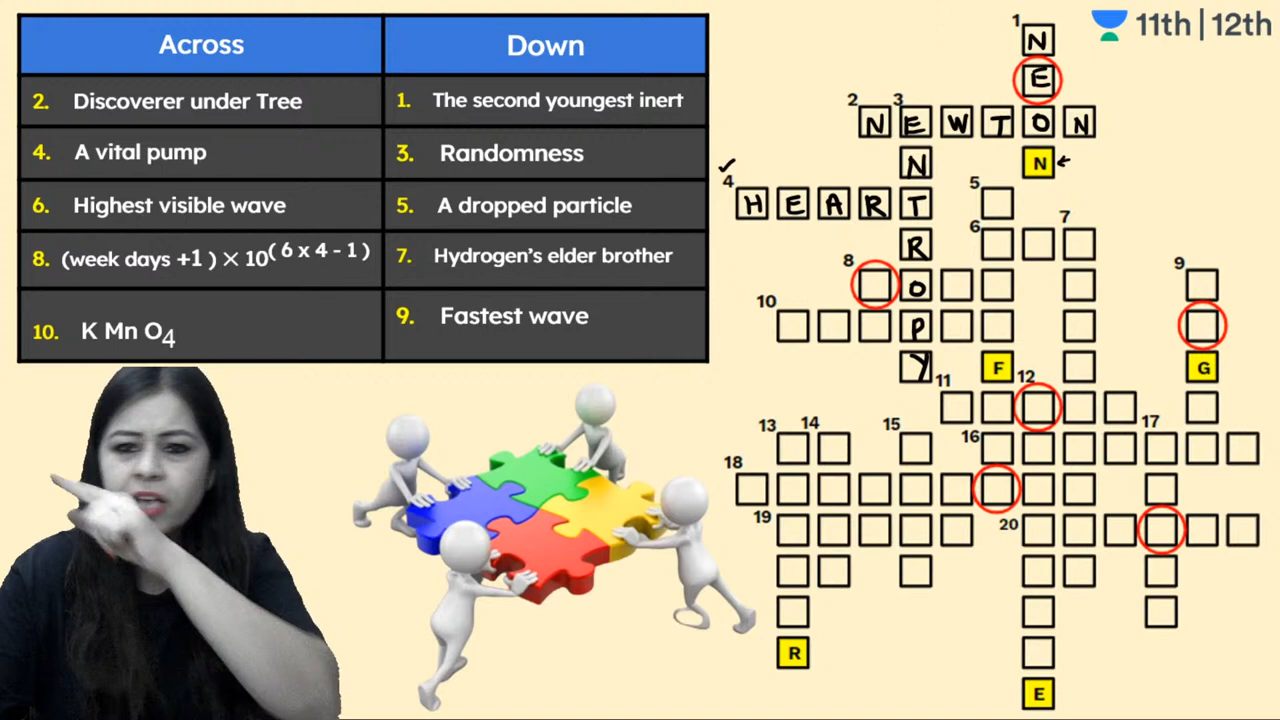 11th | 12th
Across Down
2. Discoverer under Tree 1. The second youngest inert
4. A vital pump 3. Randomness
6. Highest visible wave 5. A dropped particle
8. (week days +1 ) × 10^( 6 x 4 - 1 ) 7. Hydrogen's elder brother
10. K Mn O4 9. Fastest wave
1
N
E
2 3
N E W T O N
N N
4 5
H E A R T
7
6
R
8 9
O
10
P
Y F G
11 12
13 14 15 16 17
18
19 20
R
E